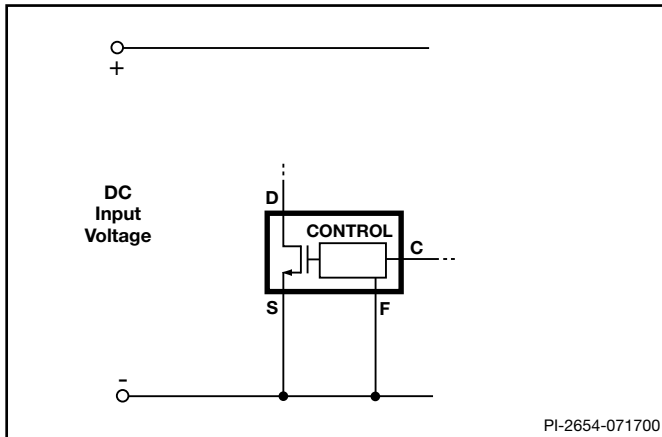 +
DC
Input
Voltage
D
CONTROL
C
S
F
-
PI-2654-071700